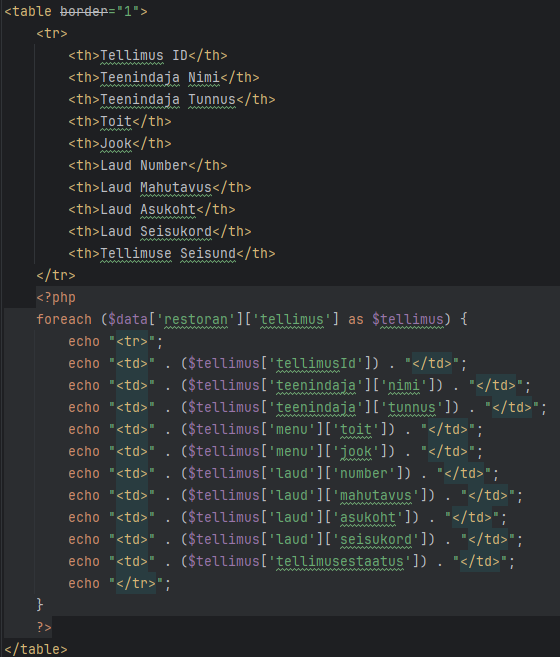 <table border="1">
<tr>
<th>Tellimus ID</th>
<th>Teenindaja Nimi</th>
<th>Teenindaja Tunnus</th>
<th>Toit</th>
<th>Jook</th>
<th>Laud Number</th>
<th>Laud Mahutavus</th>
<th>Laud Asukoht</th>
<th>Laud Seisukord</th>
<th>Tellimuse Seisund</th>
</tr>
<?php
foreach ($data['restoran']['tellimus'] as $tellimus) {
echo "<tr>";
echo "<td>" . ($tellimus['tellimusId']) . "</td>";
echo "<td>" . ($tellimus['teenindaja']['nimi']) . "</td>";
echo "<td>" . ($tellimus['teenindaja']['tunnus']) . "</td>";
echo "<td>" . ($tellimus['menu']['toit']) . "</td>";
echo "<td>" . ($tellimus['menu']['jook']) . "</td>";
echo "<td>" . ($tellimus['laud']['number']) . "</td>";
echo "<td>" . ($tellimus['laud']['mahutavus']) . "</td>";
echo "<td>" . ($tellimus['laud']['asukoht']) . "</td>";
echo "<td>" . ($tellimus['laud']['seisukord']) . "</td>";
echo "<td>" . ($tellimus['tellimusestaatus']) . "</td>";
echo "</tr>";
}
?>
</table>